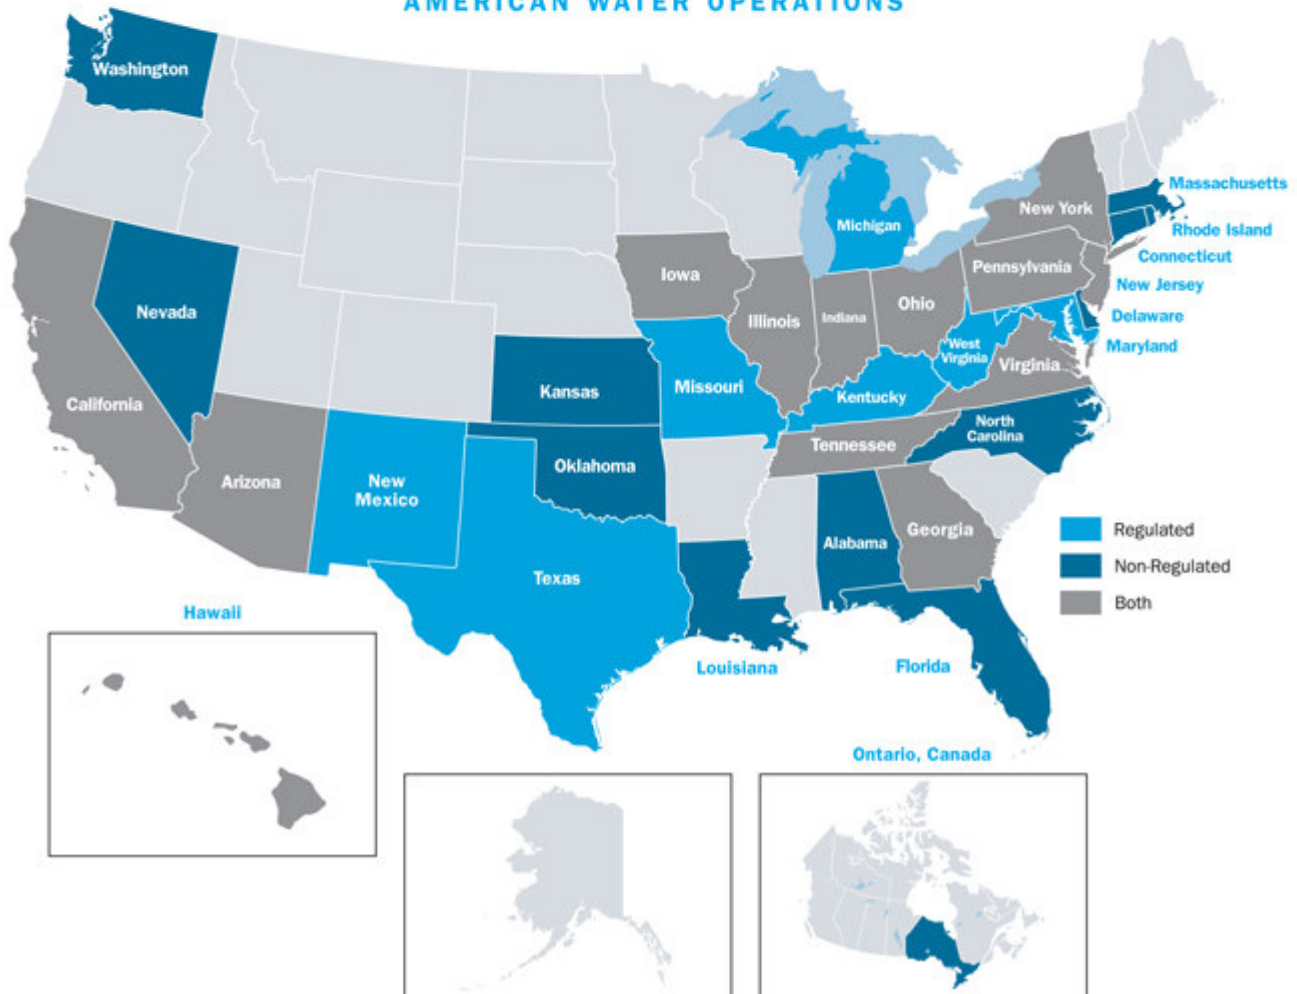 AMERICAN WATER OPERATIONS
Washington
Massachusetts
New York
Michigan
Rhode Island
Connecticut
Pennsylvania
Iowa
New Jersey
Ohio
Nevada
Illinois
Indiana
Delaware
West
Virginia
Maryland
Virginia
Missouri
Kansas
Kentucky
California
North
Carolina
Tennessee
Oklahoma
Arizona
New
Mexico
Georgia
Regulated
Alabama
Non-Regulated
Texas
Both
Hawaii
Louisiana
Florida
Ontario, Canada